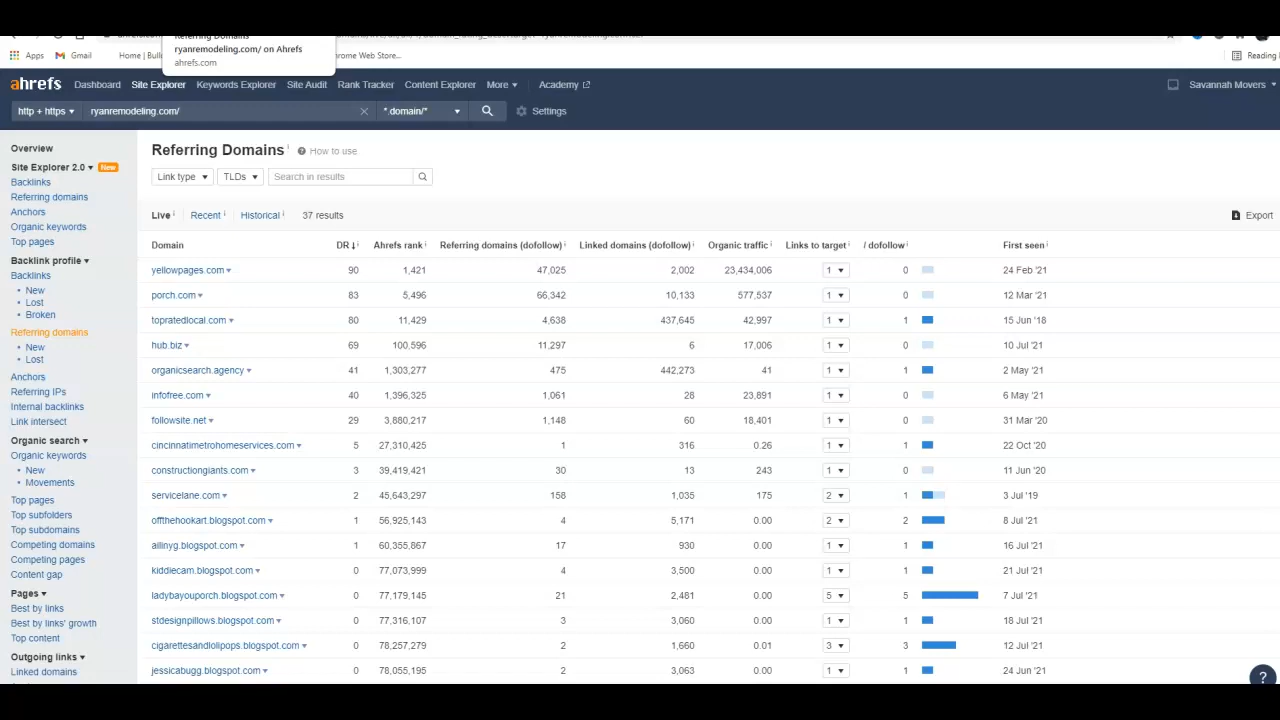 Referring Domains
ryanremodeling.com/ on Ahrefs
ahrefs.com
Apps Gmail Home | Bull rome Web Store... Reading
ahrefs Dashboard Site Explorer Keywords Explorer Site Audit Rank Tracker Content Explorer More Academy Savannah Movers
http + https ryanremodeling.com/ *.domain/* Settings
Overview
Site Explorer 2.0 New
Backlinks
Referring domains
Anchors
Organic keywords
Top pages
Backlink profile
Backlinks
• New
• Lost
• Broken
Referring domains
• New
• Lost
Anchors
Referring IPs
Internal backlinks
Link intersect
Organic search
Organic keywords
• New
• Movements
Top pages
Top subfolders
Top subdomains
Competing domains
Competing pages
Content gap
Pages
Best by links
Best by links' growth
Top content
Outgoing links
Linked domains
Referring Domains i ? How to use
Link type TLDs Search in results
Live i Recent i Historical i 37 results Export
Domain DR ↓ i Ahrefs rank i Referring domains (dofollow) i Linked domains (dofollow) i Organic traffic i Links to target i / dofollow i First seen i
yellowpages.com 90 1,421 47,025 2,002 23,434,006 1 0 24 Feb '21
porch.com 83 5,496 66,342 10,133 577,537 1 0 12 Mar '21
topratedlocal.com 80 11,429 4,638 437,645 42,997 1 1 15 Jun '18
hub.biz 69 100,596 11,297 6 17,006 1 0 10 Jul '21
organicsearch.agency 41 1,303,277 475 442,273 41 1 1 2 May '21
infofree.com 40 1,396,325 1,061 28 23,891 1 0 6 May '21
followsite.net 29 3,880,217 1,148 60 18,401 1 0 31 Mar '20
cincinnatimetrohomeservices.com 5 27,310,425 1 316 0.26 1 1 22 Oct '20
constructiongiants.com 3 39,419,421 30 13 243 1 0 11 Jun '20
servicelane.com 2 45,643,297 158 1,035 175 2 1 3 Jul '19
offthehookart.blogspot.com 1 56,925,143 4 5,171 0.00 2 2 8 Jul '21
ailinyg.blogspot.com 1 60,355,867 17 930 0.00 1 1 16 Jul '21
kiddiecam.blogspot.com 0 77,073,999 4 3,500 0.00 1 1 21 Jul '21
ladybayouporch.blogspot.com 0 77,179,145 21 2,481 0.00 5 5 7 Jul '21
stdesignpillows.blogspot.com 0 77,316,107 3 3,060 0.00 1 1 18 Jul '21
cigarettesandlolipops.blogspot.com 0 78,257,279 2 1,660 0.01 3 3 12 Jul '21
jessicabugg.blogspot.com 0 78,055,195 2 3,063 0.00 1 1 24 Jun '21
?